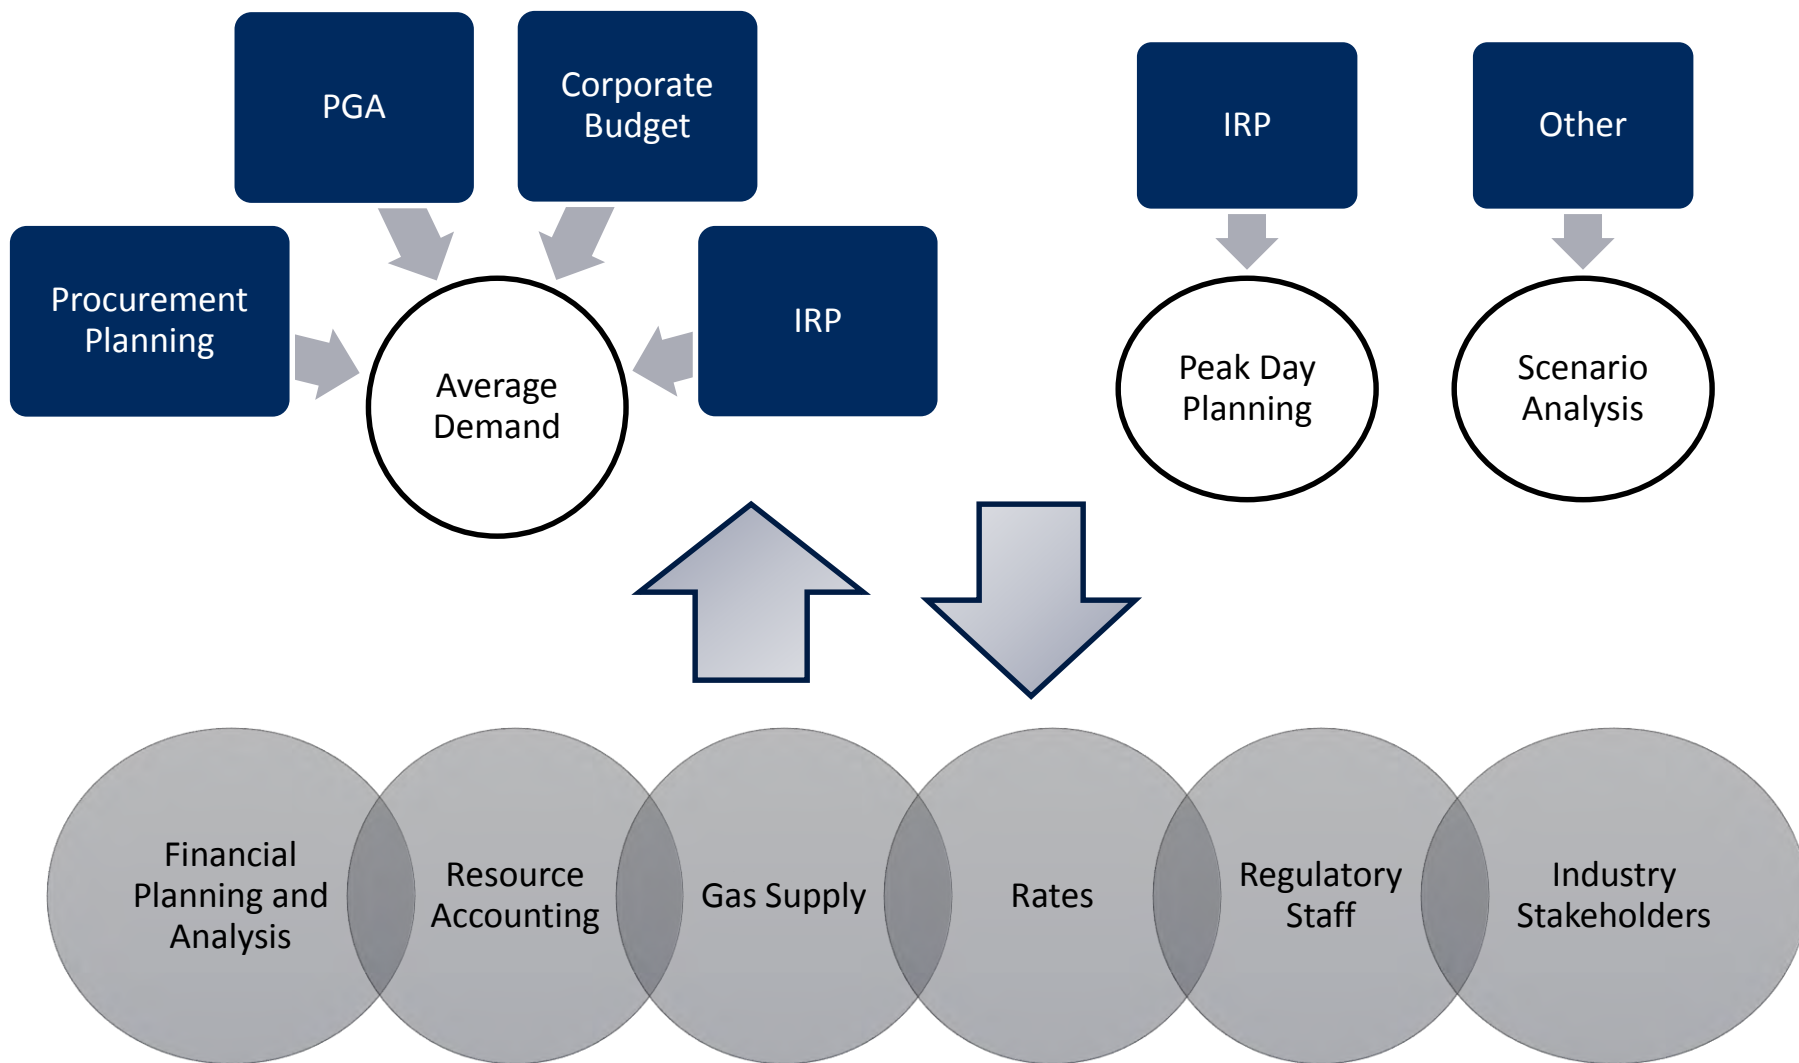 PGA
Corporate
Budget
IRP
Other
Procurement
Planning
IRP
Average
Demand
Peak Day
Planning
Scenario
Analysis
Financial
Planning and
Analysis
Resource
Accounting
Gas Supply
Rates
Regulatory
Staff
Industry
Stakeholders